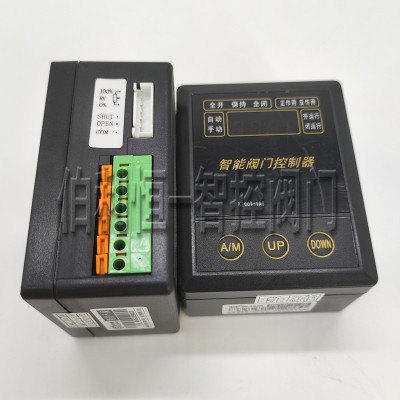 100%
IN
0%
SHUT
OPEN
COM
全开 保持 全闭 正作用 反作用
自动
手动
开运行
闭运行
智能阀门控制器
A/M
UP
DOWN
伯 恒一智控阀门